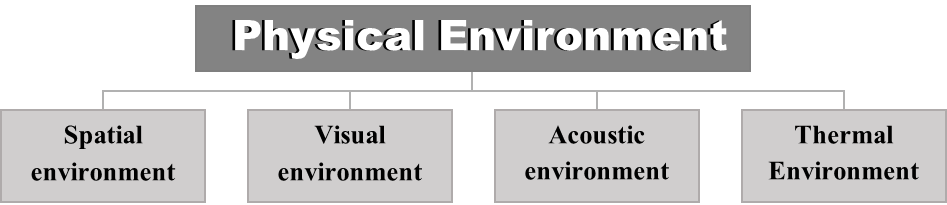 Physical Environment
Spatial
environment
Visual
environment
Acoustic
environment
Thermal
Environment